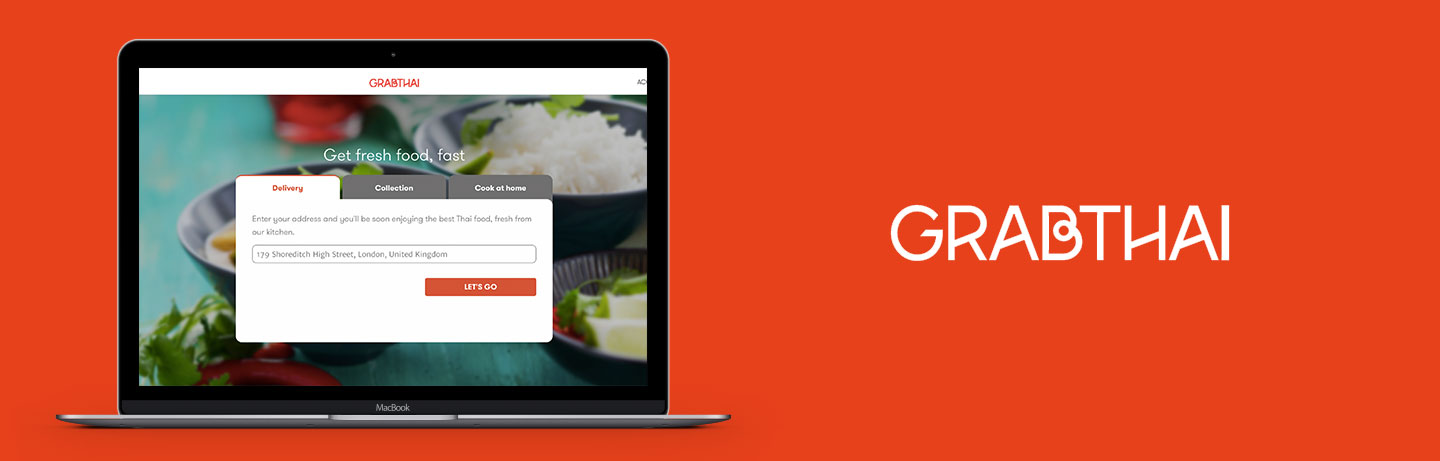 GRABTHAI
AC
Get fresh food, fast
Delivery
Collection
Cook at home
Enter your address and you'll be soon enjoying the best Thai food, fresh from
our kitchen.
179 Shoreditch High Street, London, United Kingdom
LET'S GO
MacBook
GRABTHAI